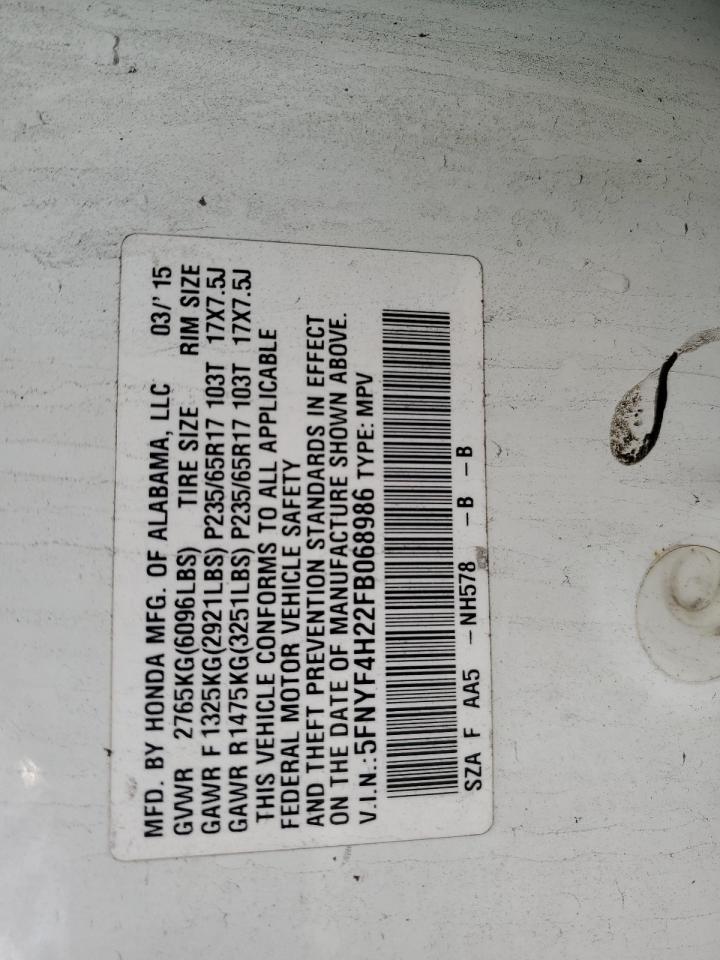 MFD. BY HONDA MFG. OF ALABAMA, LLC 03/' 15
GVWR 2765KG(6096LBS) TIRE SIZE RIM SIZE
GAWR F 1325KG(2921LBS) P235/65R17 103T 17X7.5J
GAWR R1475KG(3251LBS) P235/65R17 103T 17X7.5J
THIS VEHICLE CONFORMS TO ALL APPLICABLE
FEDERAL MOTOR VEHICLE SAFETY
AND THEFT PREVENTION STANDARDS IN EFFECT
ON THE DATE OF MANUFACTURE SHOWN ABOVE.
V.I.N.:5FNYF4H22FB068986 TYPE: MPV
SZA F AA5 -NH578 -B -B